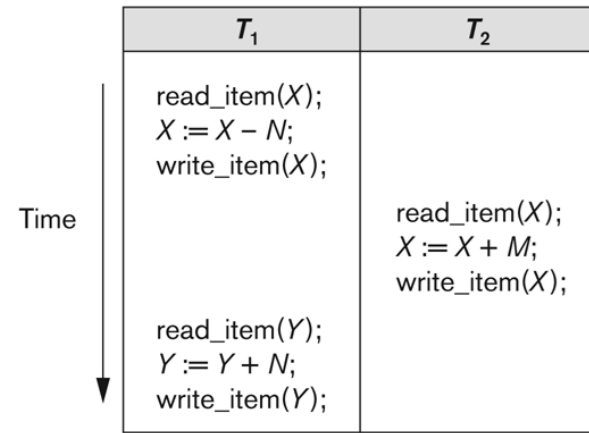 T1 T2
read_item(X);
X := X – N;
write_item(X);
Time
read_item(X);
X := X + M;
write_item(X);
read_item(Y);
Y := Y + N;
write_item(Y);